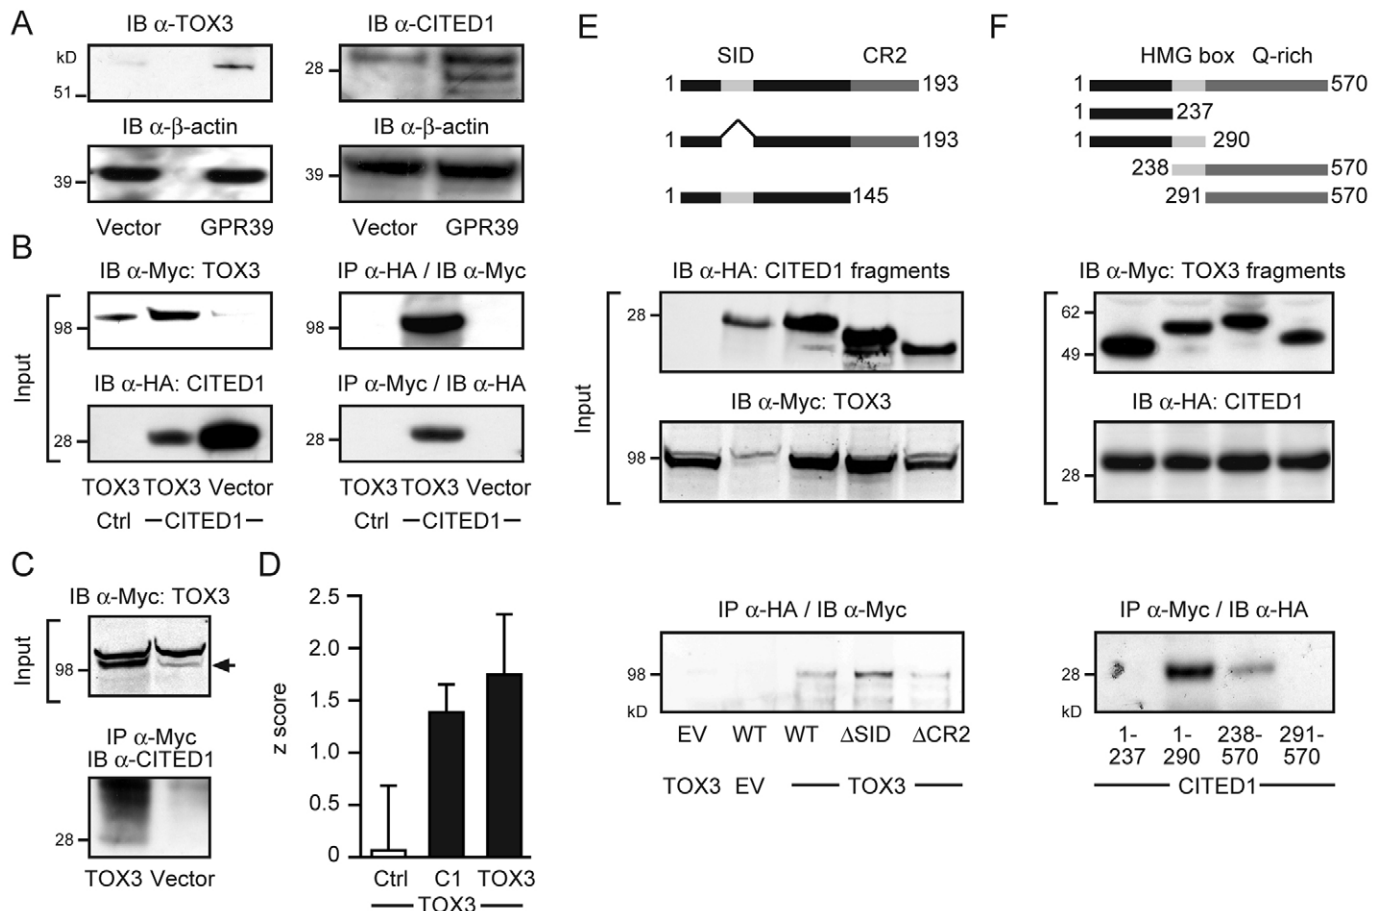 A
IB α-TOX3
kD
51
IB α-β-actin
39
Vector GPR39
IB α-CITED1
28
IB α-β-actin
39
Vector GPR39
B
Input
IB α-Myc: TOX3
98
IB α-HA: CITED1
28
TOX3 TOX3 Vector
Ctrl CITED1
IP α-HA / IB α-Myc
98
IP α-Myc / IB α-HA
28
TOX3 TOX3 Vector
Ctrl CITED1
C
Input
IB α-Myc: TOX3
98
IP α-Myc
IB α-CITED1
28
TOX3 Vector
D
z score
2.5
2.0
1.5
1.0
0.5
0
Ctrl C1 TOX3
TOX3
E
SID CR2
1 193
1 193
1 145
Input
IB α-HA: CITED1 fragments
28
IB α-Myc: TOX3
98
IP α-HA / IB α-Myc
98
kD
EV WT WT ΔSID ΔCR2
TOX3 EV TOX3
F
HMG box Q-rich
1 570
1 237
1 290
238 570
291 570
IB α-Myc: TOX3 fragments
62
49
IB α-HA: CITED1
28
IP α-Myc / IB α-HA
28
kD
1- 1- 238- 291-
237 290 570 570
CITED1